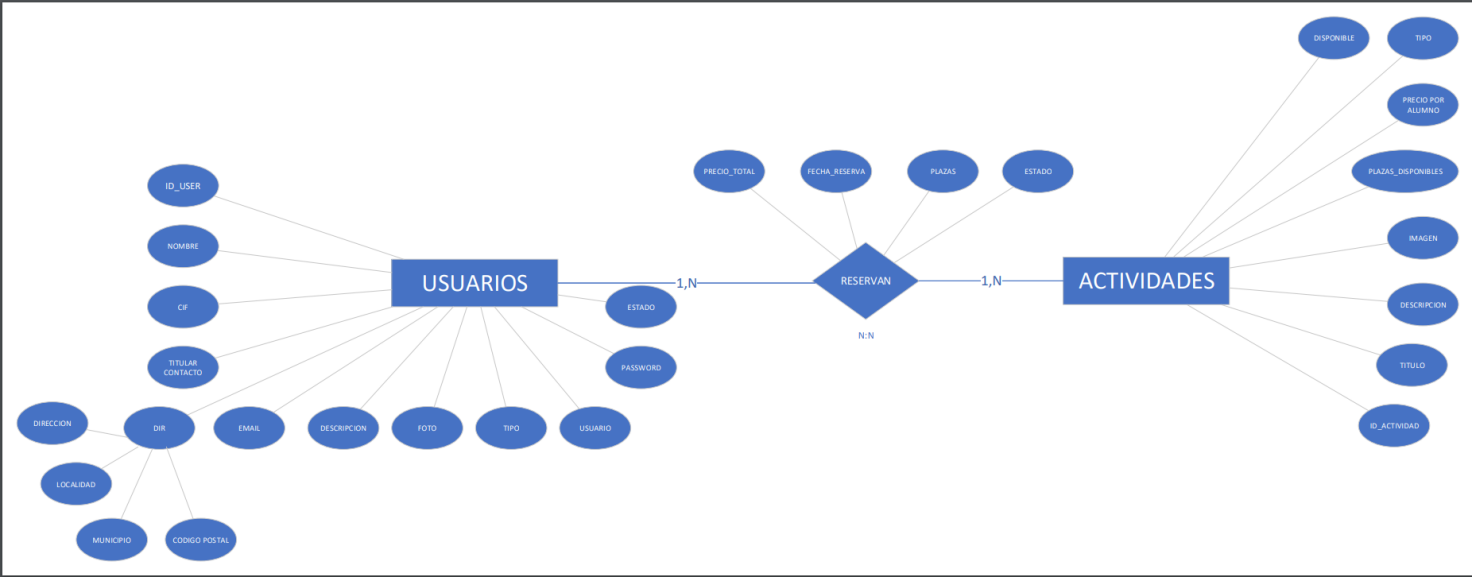 DISPONIBLE
TIPO
PRECIO POR
ALUMNO
PRECIO_TOTAL
FECHA_RESERVA
PLAZAS
ESTADO
PLAZAS_DISPONIBLES
ID_USER
NOMBRE
IMAGEN
USUARIOS
1,N
RESERVAN
1,N
ACTIVIDADES
CIF
ESTADO
DESCRIPCION
N:N
TITULAR
CONTACTO
PASSWORD
TITULO
DIRECCION
DIR
EMAIL
DESCRIPCION
FOTO
TIPO
USUARIO
ID_ACTIVIDAD
LOCALIDAD
MUNICIPIO
CODIGO POSTAL